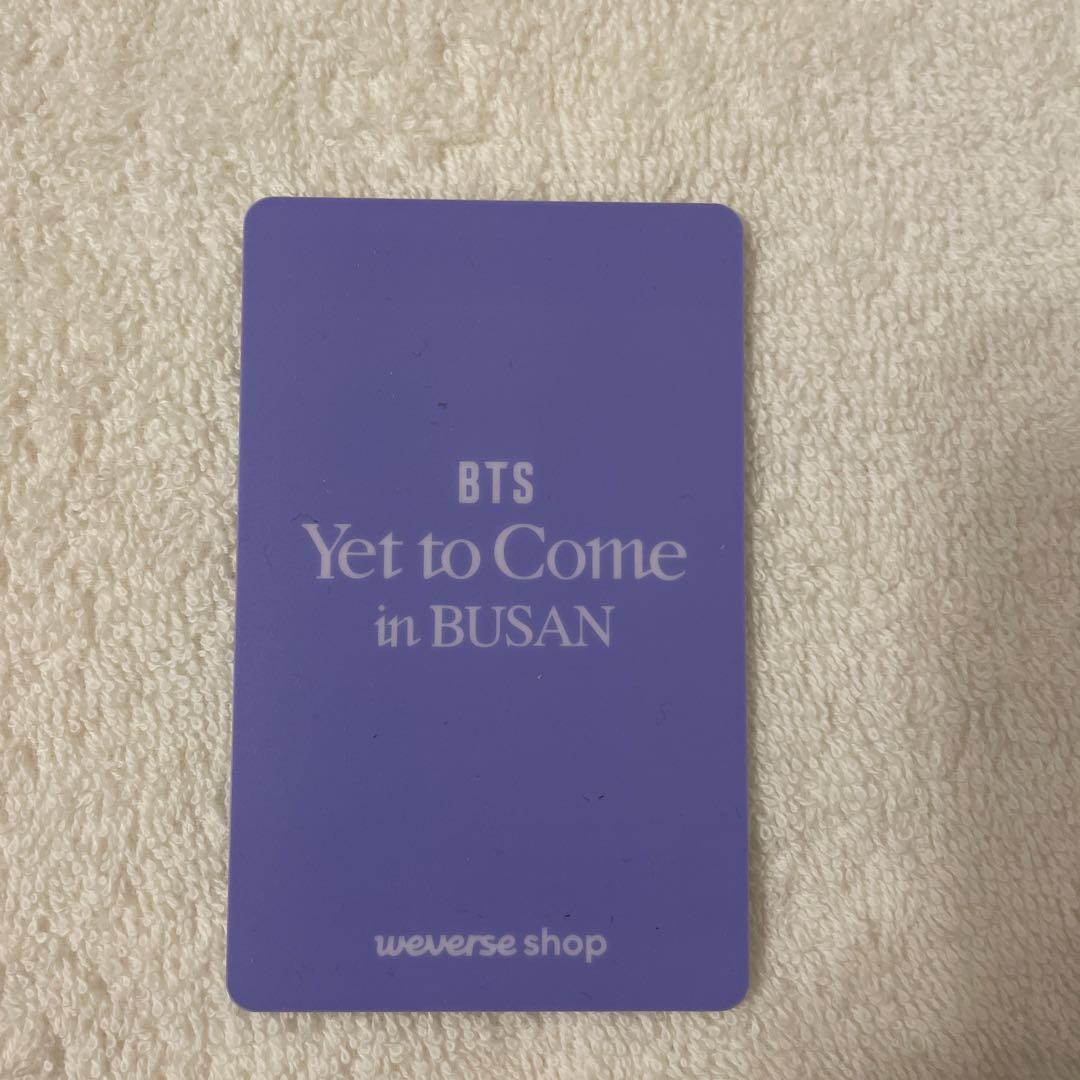 BTS
Yet to Come
in BUSAN
weverse shop